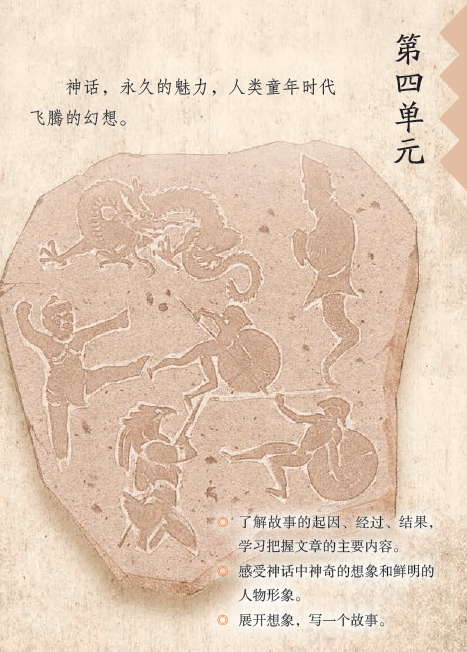 第四单元
神话，永久的魅力，人类童年时代
飞腾的幻想。
了解故事的起因、经过、结果，
学习把握文章的主要内容。
感受神话中神奇的想象和鲜明的
人物形象。
展开想象，写一个故事。